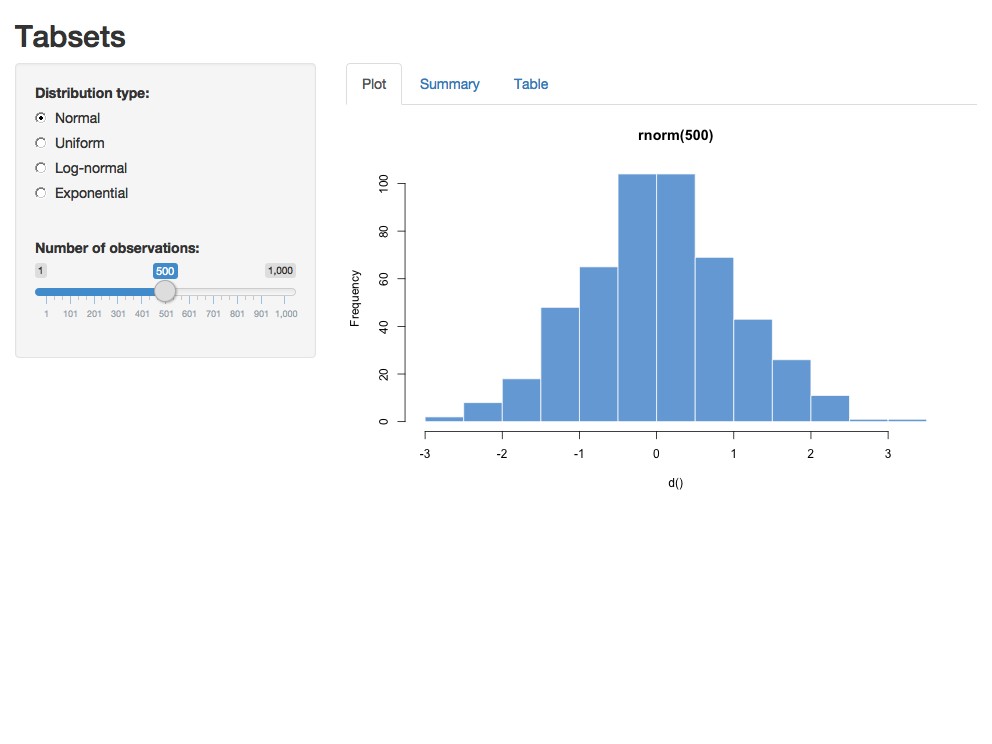 Tabsets
Distribution type:
Normal
Uniform
Log-normal
Exponential
Number of observations:
1 500 1,000
1 101 201 301 401 501 601 701 801 901 1,000
Plot Summary Table
rnorm(500)
Frequency
100
80
60
40
20
0
-3 -2 -1 0 1 2 3
d()